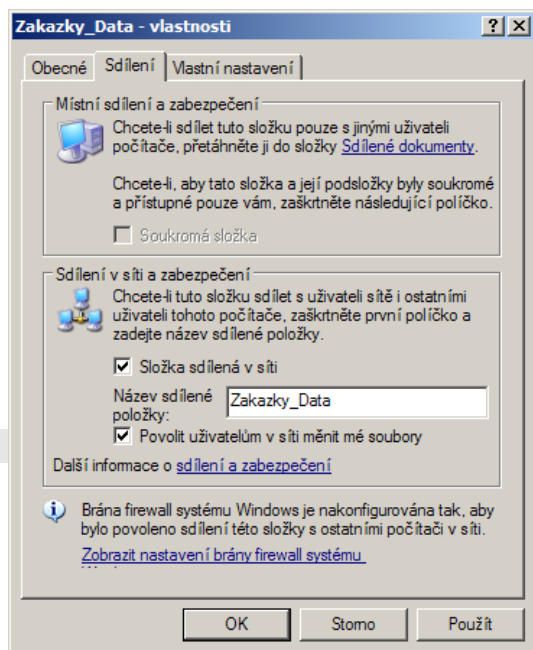 Zakazky_Data - vlastnosti
Obecné Sdílení Vlastní nastavení
Místní sdílení a zabezpečení
Chcete-li sdílet tuto složku pouze s jinými uživateli
počítače, přetáhněte ji do složky Sdílené dokumenty.
Chcete-li, aby tato složka a její podsložky byly soukromé
a přístupné pouze vám, zaškrtněte následující políčko.
Soukromá složka
Sdílení v síti a zabezpečení
Chcete-li tuto složku sdílet s uživateli sítě i ostatními
uživateli tohoto počítače, zaškrtněte první políčko a
zadejte název sdílené položky.
Složka sdílená v síti
Název sdílené
položky:
Zakazky_Data
Povolit uživatelům v síti měnit mé soubory
Další informace o sdílení a zabezpečení
Brána firewall systému Windows je nakonfigurována tak, aby
bylo povoleno sdílení této složky s ostatními počítači v síti.
Zobrazit nastavení brány firewall systému
OK Storno Použít